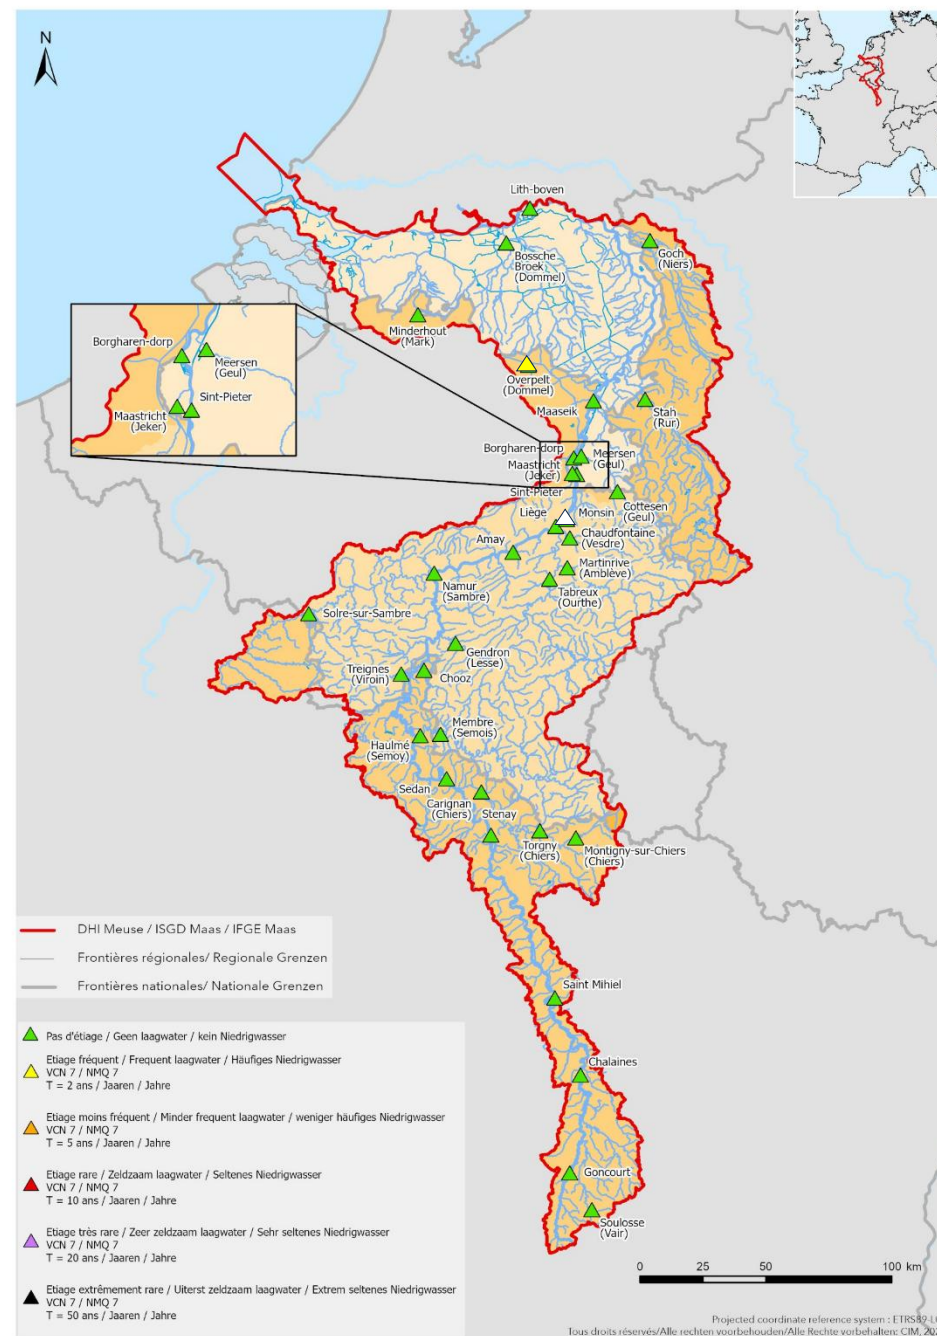 N
Lith-boven
Goch
(Niers)
Bossche
Broek
(Dommel)
Minderhout
(Mark)
Borgharen-dorp
Meersen
(Geul)
Sint-Pieter
Maastricht
(Jeker)
Overpelt
(Dommel)
Maaseik
Stah
(Rur)
Borgharen-dorp
Meersen
(Geul)
Maastricht
(Jeker)
Sint-Pieter
Cottesen
(Geul)
Liège
Monsin
Chaudfontaine
(Vesdre)
Amay
Martinrive
(Amblève)
Namur
(Sambre)
Tabreux
(Ourthe)
Solre-sur-Sambre
Gendron
(Lesse)
Treignes
(Viroin)
Chooz
Membre
(Semois)
Haulmé
(Semoy)
Sedan
Carignan
(Chiers)
Stenay
Torgny
(Chiers)
Montigny-sur-Chiers
(Chiers)
DHI Meuse / ISGD Maas / IFGE Maas
Frontières régionales/ Regionale Grenzen
Frontières nationales/ Nationale Grenzen
Saint Mihiel
Chalaines
Goncourt
Soulosse
(Vair)
Pas d'étiage / Geen laagwater / kein Niedrigwasser
Etiage fréquent / Frequent laagwater / Häufiges Niedrigwasser
VCN 7 / NMQ 7
T = 2 ans / Jaaren / Jahre
Etiage moins fréquent / Minder frequent laagwater / weniger häufiges Niedrigwasser
VCN 7 / NMQ 7
T = 5 ans / Jaaren / Jahre
Etiage rare / Zeldzaam laagwater / Seltenes Niedrigwasser
VCN 7 / NMQ 7
T = 10 ans / Jaaren / Jahre
Etiage très rare / Zeer zeldzaam laagwater / Sehr seltenes Niedrigwasser
VCN 7 / NMQ 7
T = 20 ans / Jaaren / Jahre
Etiage extrêmement rare / Uiterst zeldzaam laagwater / Extrem seltenes Niedrigwasser
VCN 7 / NMQ 7
T = 50 ans / Jaaren / Jahre
0 25 50 100 km
Projected coordinate reference system : ETRS89-L
Tous droits réservés/Alle rechten voorbehouden/Alle Rechte vorbehalten: CIM, 20